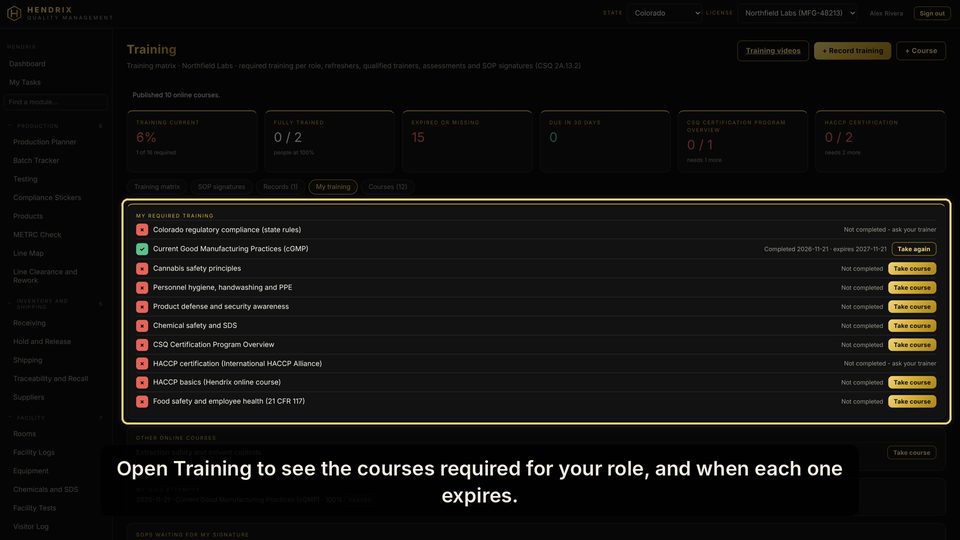 HENDRIX
QUALITY MANAGEMENT
STATE
Colorado
LICENSE
Northfield Labs (MFG-48213)
Alex Rivera
Sign out
HENDRIX
Dashboard
My Tasks
Find a module...
PRODUCTION
Production Planner
Batch Tracker
Testing
Compliance Stickers
Products
METRC Check
Line Map
Line Clearance and
Rework
INVENTORY AND
SHIPPING
Receiving
Hold and Release
Shipping
Traceability and Recall
Suppliers
FACILITY
Rooms
Facility Logs
Equipment
Chemicals and SDS
Facility Tests
Visitor Log
Training
Training matrix · Northfield Labs · required training per role, refreshers, qualified trainers, assessments and SOP signatures (CSQ 2A.13.2)
Training videos
+ Record training
+ Course
Published 10 online courses.
TRAINING CURRENT
6%
1 of 16 required
FULLY TRAINED
0 / 2
people at 100%
EXPIRED OR MISSING
15
DUE IN 30 DAYS
0
CSQ CERTIFICATION PROGRAM
OVERVIEW
0 / 1
needs 1 more
HACCP CERTIFICATION
0 / 2
needs 2 more
Training matrix
SOP signatures
Records (1)
My training
Courses (12)
MY REQUIRED TRAINING
Colorado regulatory compliance (state rules)
Not completed - ask your trainer
Current Good Manufacturing Practices (cGMP)
Completed 2026-11-21 · expires 2027-11-21
Take again
Cannabis safety principles
Not completed
Take course
Personnel hygiene, handwashing and PPE
Not completed
Take course
Product defense and security awareness
Not completed
Take course
Chemical safety and SDS
Not completed
Take course
CSQ Certification Program Overview
Not completed
Take course
HACCP certification (International HACCP Alliance)
Not completed - ask your trainer
HACCP basics (Hendrix online course)
Not completed
Take course
Food safety and employee health (21 CFR 117)
Not completed
Take course
OTHER ONLINE COURSES
Take course
Open Training to see the courses required for your role, and when each one
expires.
SOPS WAITING FOR MY SIGNATURE